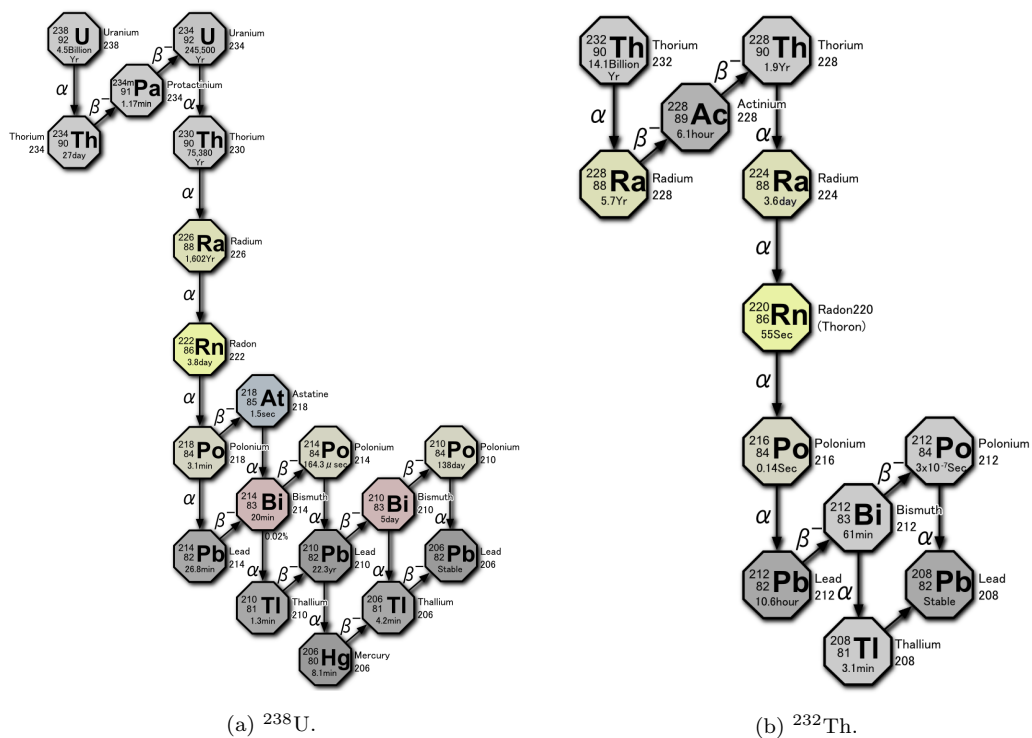 238
92
U
4.5Billion
Yr
Uranium
238
234
92
U
245,500
Yr
Uranium
234
α
β−
234m
91
Pa
1.17min
Protactinium
234
β−
α
Thorium
234
234
90
Th
27day
230
90
Th
75,380
Yr
Thorium
230
α
226
88
Ra
1,602Yr
Radium
226
α
222
86
Rn
3.8day
Radon
222
α
β−
218
85
At
1.5sec
Astatine
218
218
84
Po
3.1min
Polonium
218
α
214
84
Po
164.3μsec
Polonium
214
210
84
Po
138day
Polonium
210
α
β−
β−
214
83
Bi
20min
Bismuth
214
0.02%
210
83
Bi
5day
Bismuth
210
β−
α
β−
α
214
82
Pb
26.8min
Lead
214
210
82
Pb
22.3yr
Lead
210
206
82
Pb
Stable
Lead
206
α
β−
α
β−
210
81
Tl
1.3min
Thallium
210
206
81
Tl
4.2min
Thallium
206
α
β−
206
80
Hg
8.1min
Mercury
206
(a) 238U.
232
90
Th
14.1Billion
Yr
Thorium
232
228
90
Th
1.9Yr
Thorium
228
α
β−
228
89
Ac
6.1hour
Actinium
228
β−
α
228
88
Ra
5.7Yr
Radium
228
224
88
Ra
3.6day
Radium
224
α
220
86
Rn
55Sec
Radon220
(Thoron)
α
216
84
Po
0.14Sec
Polonium
216
212
84
Po
3x10-7Sec
Polonium
212
α
β−
212
83
Bi
61min
Bismuth
212
β−
α
212
82
Pb
10.6hour
Lead
212
α
208
82
Pb
Stable
Lead
208
208
81
Tl
3.1min
Thallium
208
(b) 232Th.